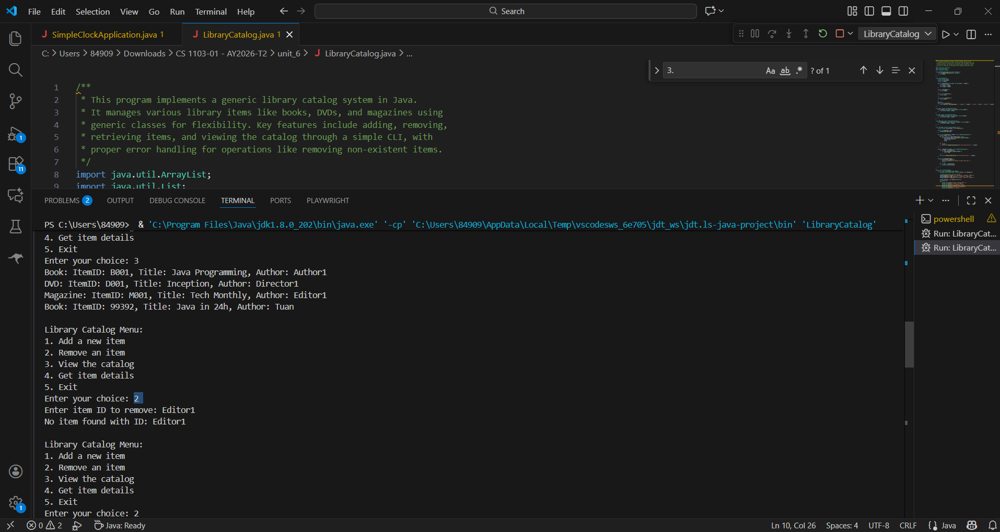 File Edit Selection View Go Run Terminal Help
Search
SimpleClockApplication.java 1
LibraryCatalog.java 1
LibraryCatalog
C: > Users > 84909 > Downloads > CS 1103-01 - AY2026-T2 > unit_6 > LibraryCatalog.java > ...
3.
Aa ab .* ? of 1
1 /**
2 * This program implements a generic library catalog system in Java.
3 * It manages various library items like books, DVDs, and magazines using
4 * generic classes for flexibility. Key features include adding, removing,
5 * retrieving items, and viewing the catalog through a simple CLI, with
6 * proper error handling for operations like removing non-existent items.
7 */
8 import java.util.ArrayList;
9 import java.util.List;
1
11
1
PROBLEMS 2 OUTPUT DEBUG CONSOLE TERMINAL PORTS PLAYWRIGHT
PS C:\Users\84909> & 'C:\Program Files\Java\jdk1.8.0_202\bin\java.exe' '-cp' 'C:\Users\84909\AppData\Local\Temp\vscodesws_6e705\jdt_ws\jdt.ls-java-project\bin' 'LibraryCatalog'
4. Get item details
5. Exit
Enter your choice: 3
Book: ItemID: B001, Title: Java Programming, Author: Author1
DVD: ItemID: D001, Title: Inception, Author: Director1
Magazine: ItemID: M001, Title: Tech Monthly, Author: Editor1
Book: ItemID: 99392, Title: Java in 24h, Author: Tuan
Library Catalog Menu:
1. Add a new item
2. Remove an item
3. View the catalog
4. Get item details
5. Exit
Enter your choice: 2
Enter item ID to remove: Editor1
No item found with ID: Editor1
Library Catalog Menu:
1. Add a new item
2. Remove an item
3. View the catalog
4. Get item details
5. Exit
Enter your choice: 2
powershell
Run: LibraryCat...
Run: LibraryCat...
0 2 Java: Ready
Ln 10, Col 26 Spaces: 4 UTF-8 CRLF {} Java